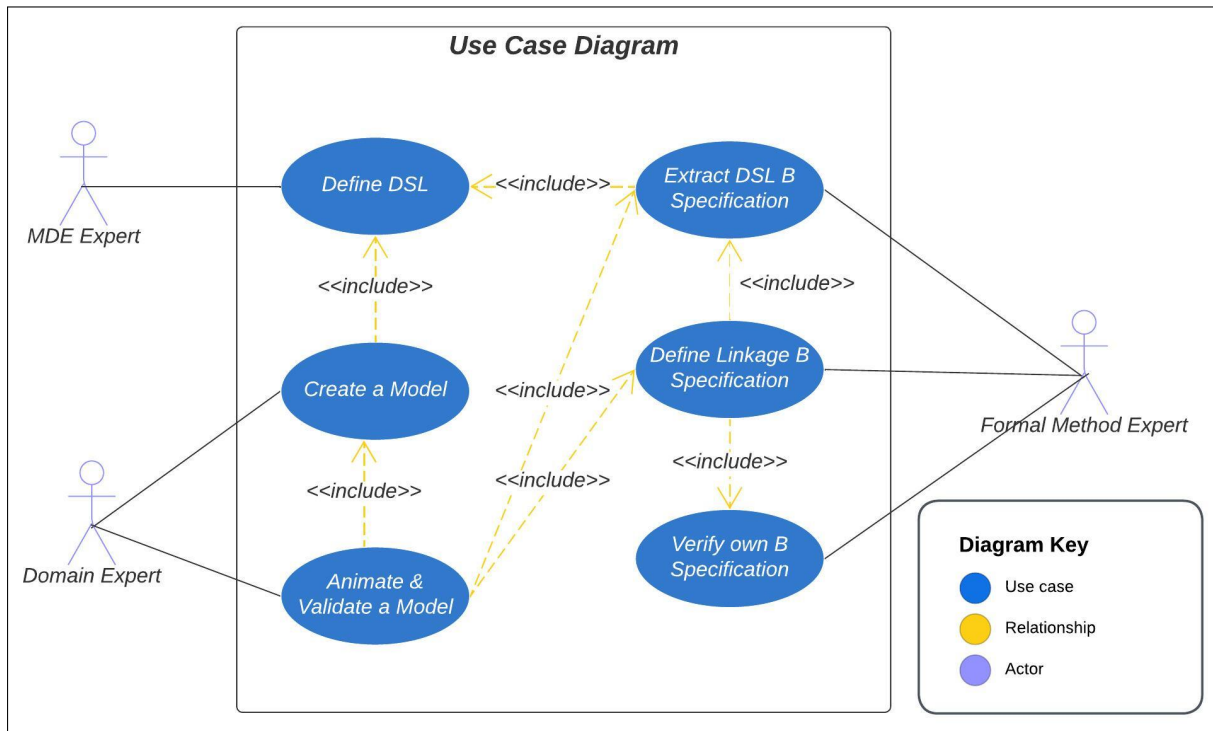 Use Case Diagram
Define DSL
<<include>>
Extract DSL B
Specification
MDE Expert
<<include>>
<<include>>
Create a Model
Define Linkage B
Specification
<<include>>
Formal Method Expert
<<include>>
<<include>>
<<include>>
Domain Expert
Animate &
Validate a Model
Verify own B
Specification
Diagram Key
Use case
Relationship
Actor